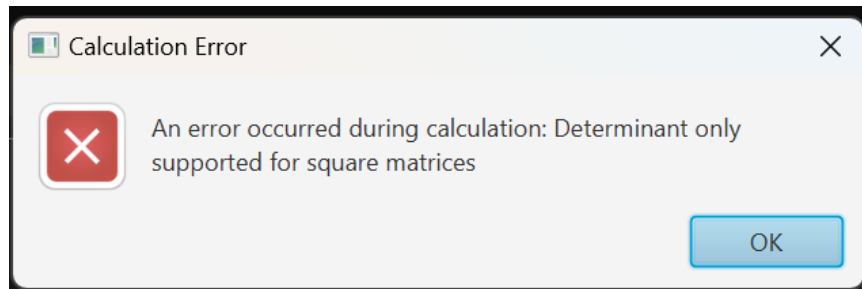 Calculation Error
An error occurred during calculation: Determinant only
supported for square matrices
OK